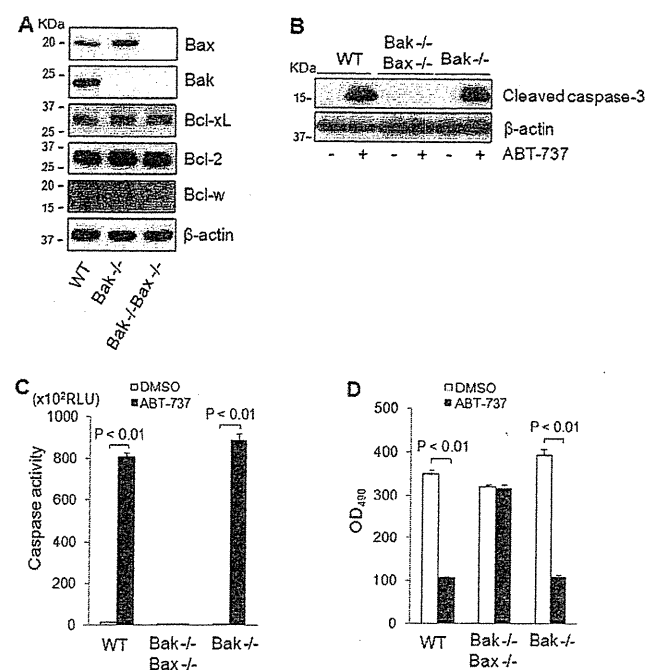 A
KDa
20 –
Bax
25 –
Bak
37 –
25 –
Bcl-xL
37 –
25 –
Bcl-2
20 –
15 –
Bcl-w
37 –
β-actin
WT
Bak-/-
Bak-/-Bax-/-
B
WT
Bak-/-
Bax-/-
Bak-/-
KDa
15–
Cleaved caspase-3
37–
β-actin
- + - + - + ABT-737
C
(x10²RLU)
DMSO
ABT-737
1000
800
600
400
200
0
Caspase activity
P < 0.01
P < 0.01
WT
Bak-/-
Bax-/-
Bak-/-
D
DMSO
ABT-737
500
400
300
200
100
0
OD490
P < 0.01
P < 0.01
WT
Bak-/-
Bax-/-
Bak-/-